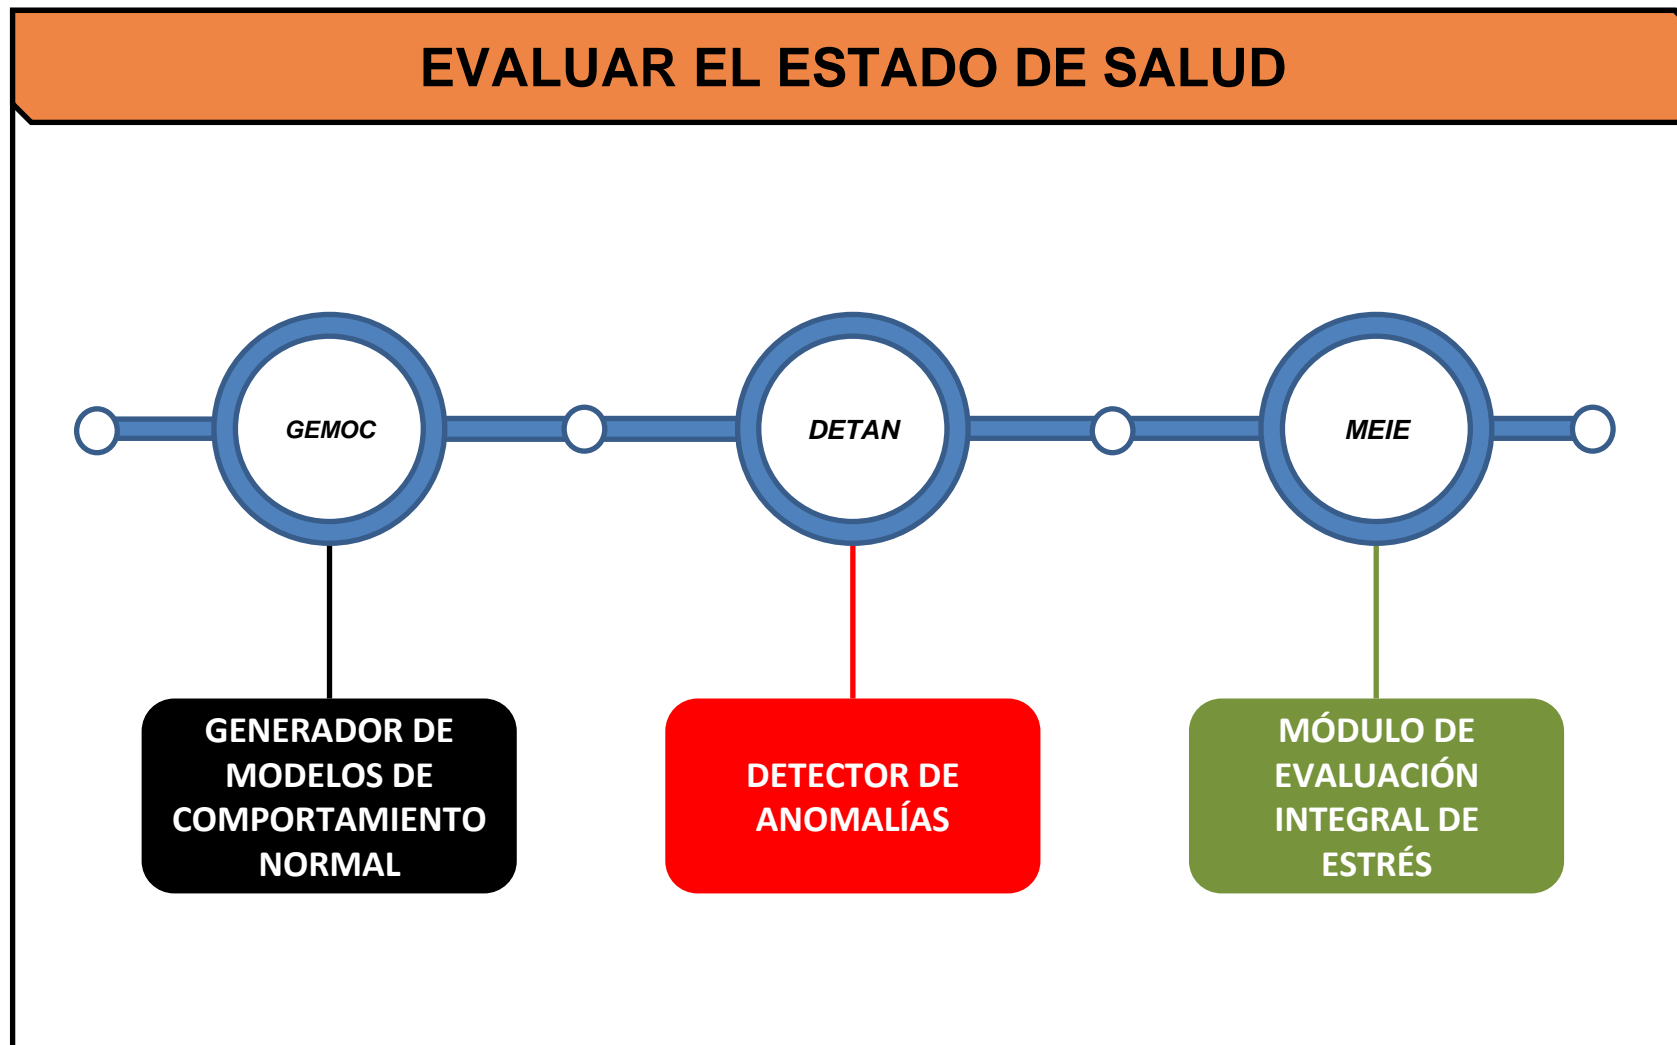 EVALUAR EL ESTADO DE SALUD
GEMOC
DETAN
MEIE
GENERADOR DE
MODELOS DE
COMPORTAMIENTO
NORMAL
DETECTOR DE
ANOMALÍAS
MÓDULO DE
EVALUACIÓN
INTEGRAL DE
ESTRÉS